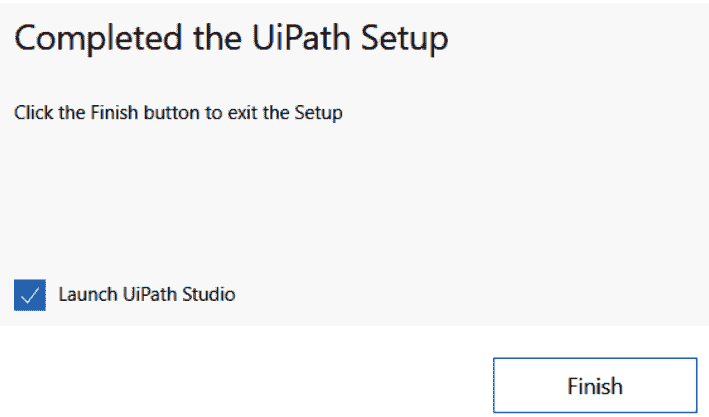 Completed the UiPath Setup
Click the Finish button to exit the Setup
Launch UiPath Studio
Finish